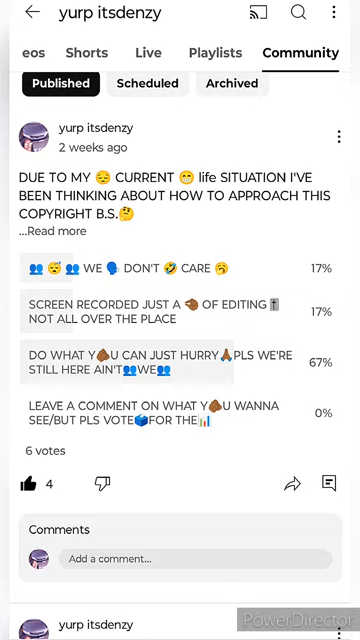 yurp itsdenzy
eos Shorts Live Playlists Community
Published Scheduled Archived
yurp itsdenzy
2 weeks ago
DUE TO MY 😔 CURRENT 😁 life SITUATION I'VE
BEEN THINKING ABOUT HOW TO APPROACH THIS
COPYRIGHT B.S.🤔
...Read more
👥 😴 👥 WE 🗣️ DON'T 🤣 CARE 🥱 17%
SCREEN RECORDED JUST A 🤏🏾 OF EDITING🎚️ 17%
NOT ALL OVER THE PLACE
DO WHAT Y🫵🏾U CAN JUST HURRY🙏🏾PLS WE'RE 67%
STILL HERE AIN'T👥WE👥
LEAVE A COMMENT ON WHAT Y🫵🏾U WANNA 0%
SEE/BUT PLS VOTE🗳️FOR THE📊
6 votes
4
Comments
Add a comment...
yurp itsdenzy
PowerDirector